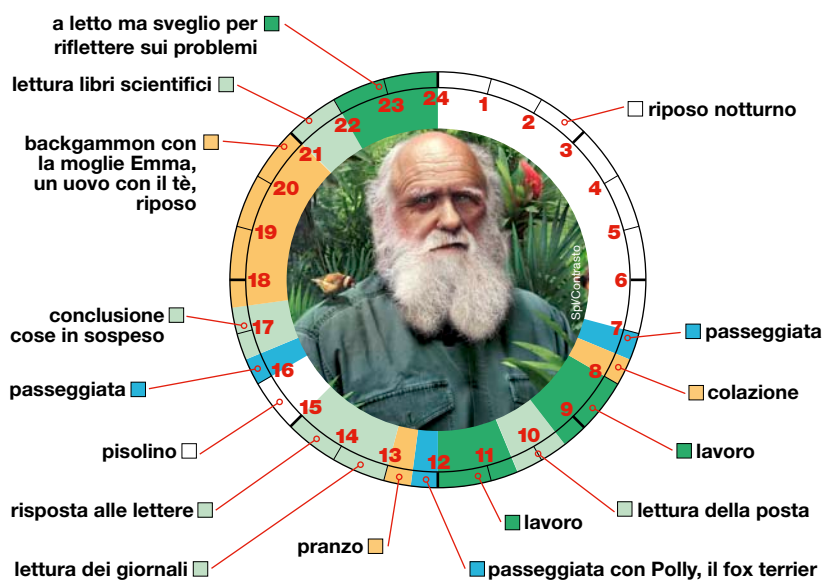 a letto ma sveglio per
riflettere sui problemi
lettura libri scientifici
backgammon con
la moglie Emma,
un uovo con il tè,
riposo
conclusione
cose in sospeso
passeggiata
pisolino
risposta alle lettere
lettura dei giornali
pranzo
24
1
2
3
4
5
6
7
8
9
10
11
12
13
14
15
16
17
18
19
20
21
22
23
Spl/Contrasto
riposo notturno
passeggiata
colazione
lavoro
lettura della posta
lavoro
passeggiata con Polly, il fox terrier